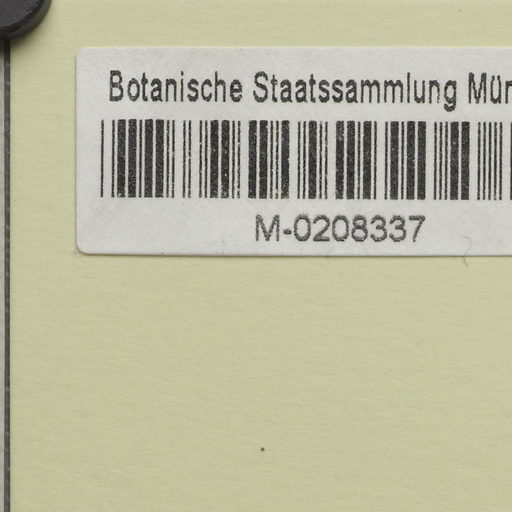 Botanische Staatssammlung Mün
M-0208337